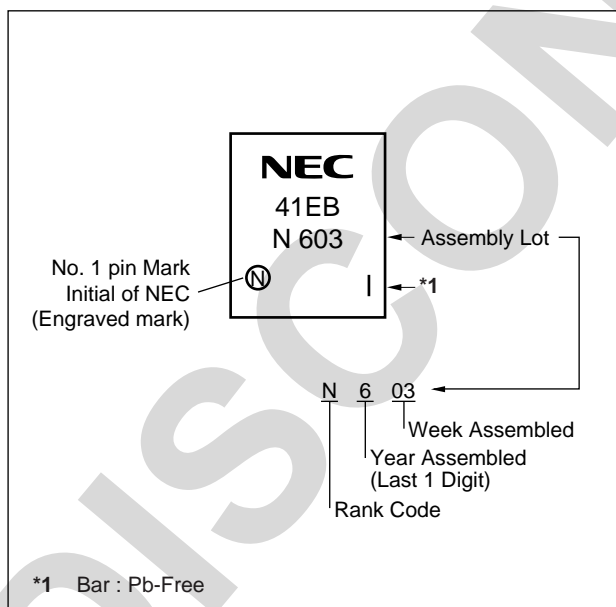 NEC
41EB
N 603
Assembly Lot
No. 1 pin Mark
Initial of NEC
(Engraved mark)
N
*1
N 6 03
Week Assembled
Year Assembled
(Last 1 Digit)
Rank Code
*1 Bar : Pb-Free
DISCON